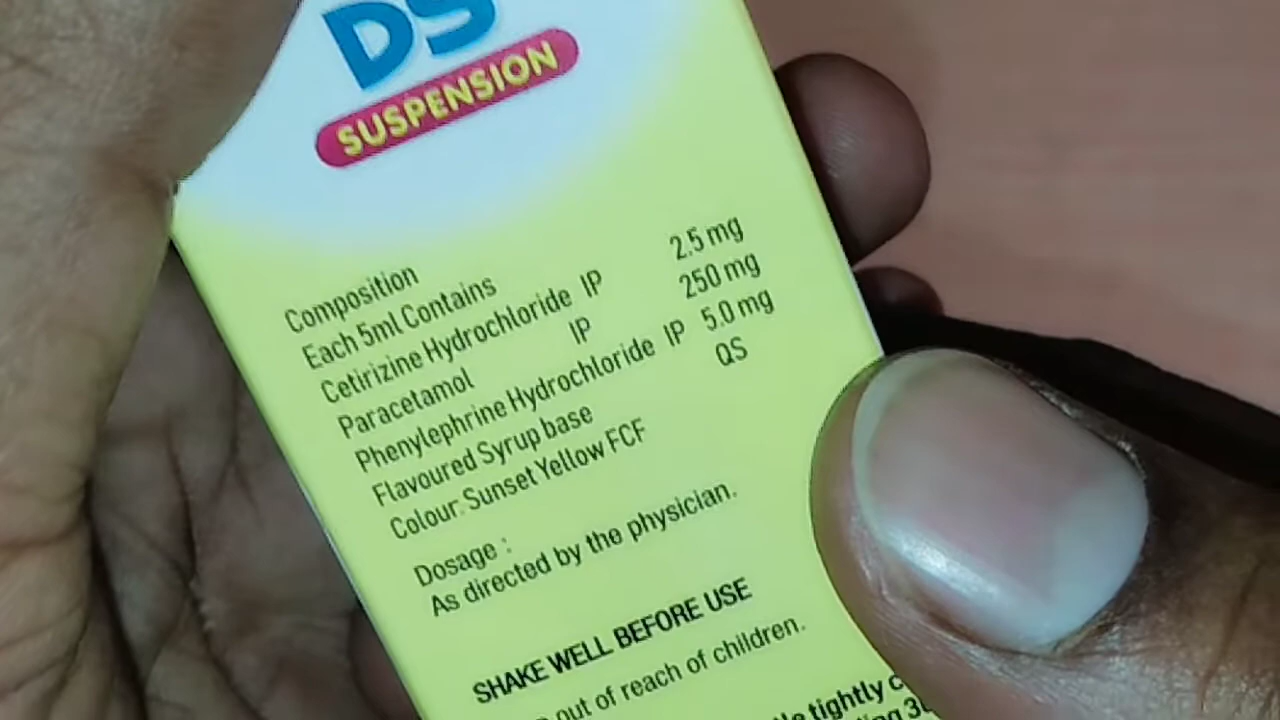 DS
SUSPENSION
Composition
Each 5ml Contains
Cetirizine Hydrochloride IP 2.5 mg
Paracetamol IP 250 mg
Phenylephrine Hydrochloride IP 5.0 mg
Flavoured Syrup base QS
Colour: Sunset Yellow FCF
Dosage :
As directed by the physician.
SHAKE WELL BEFORE USE
out of reach of children.
tightly